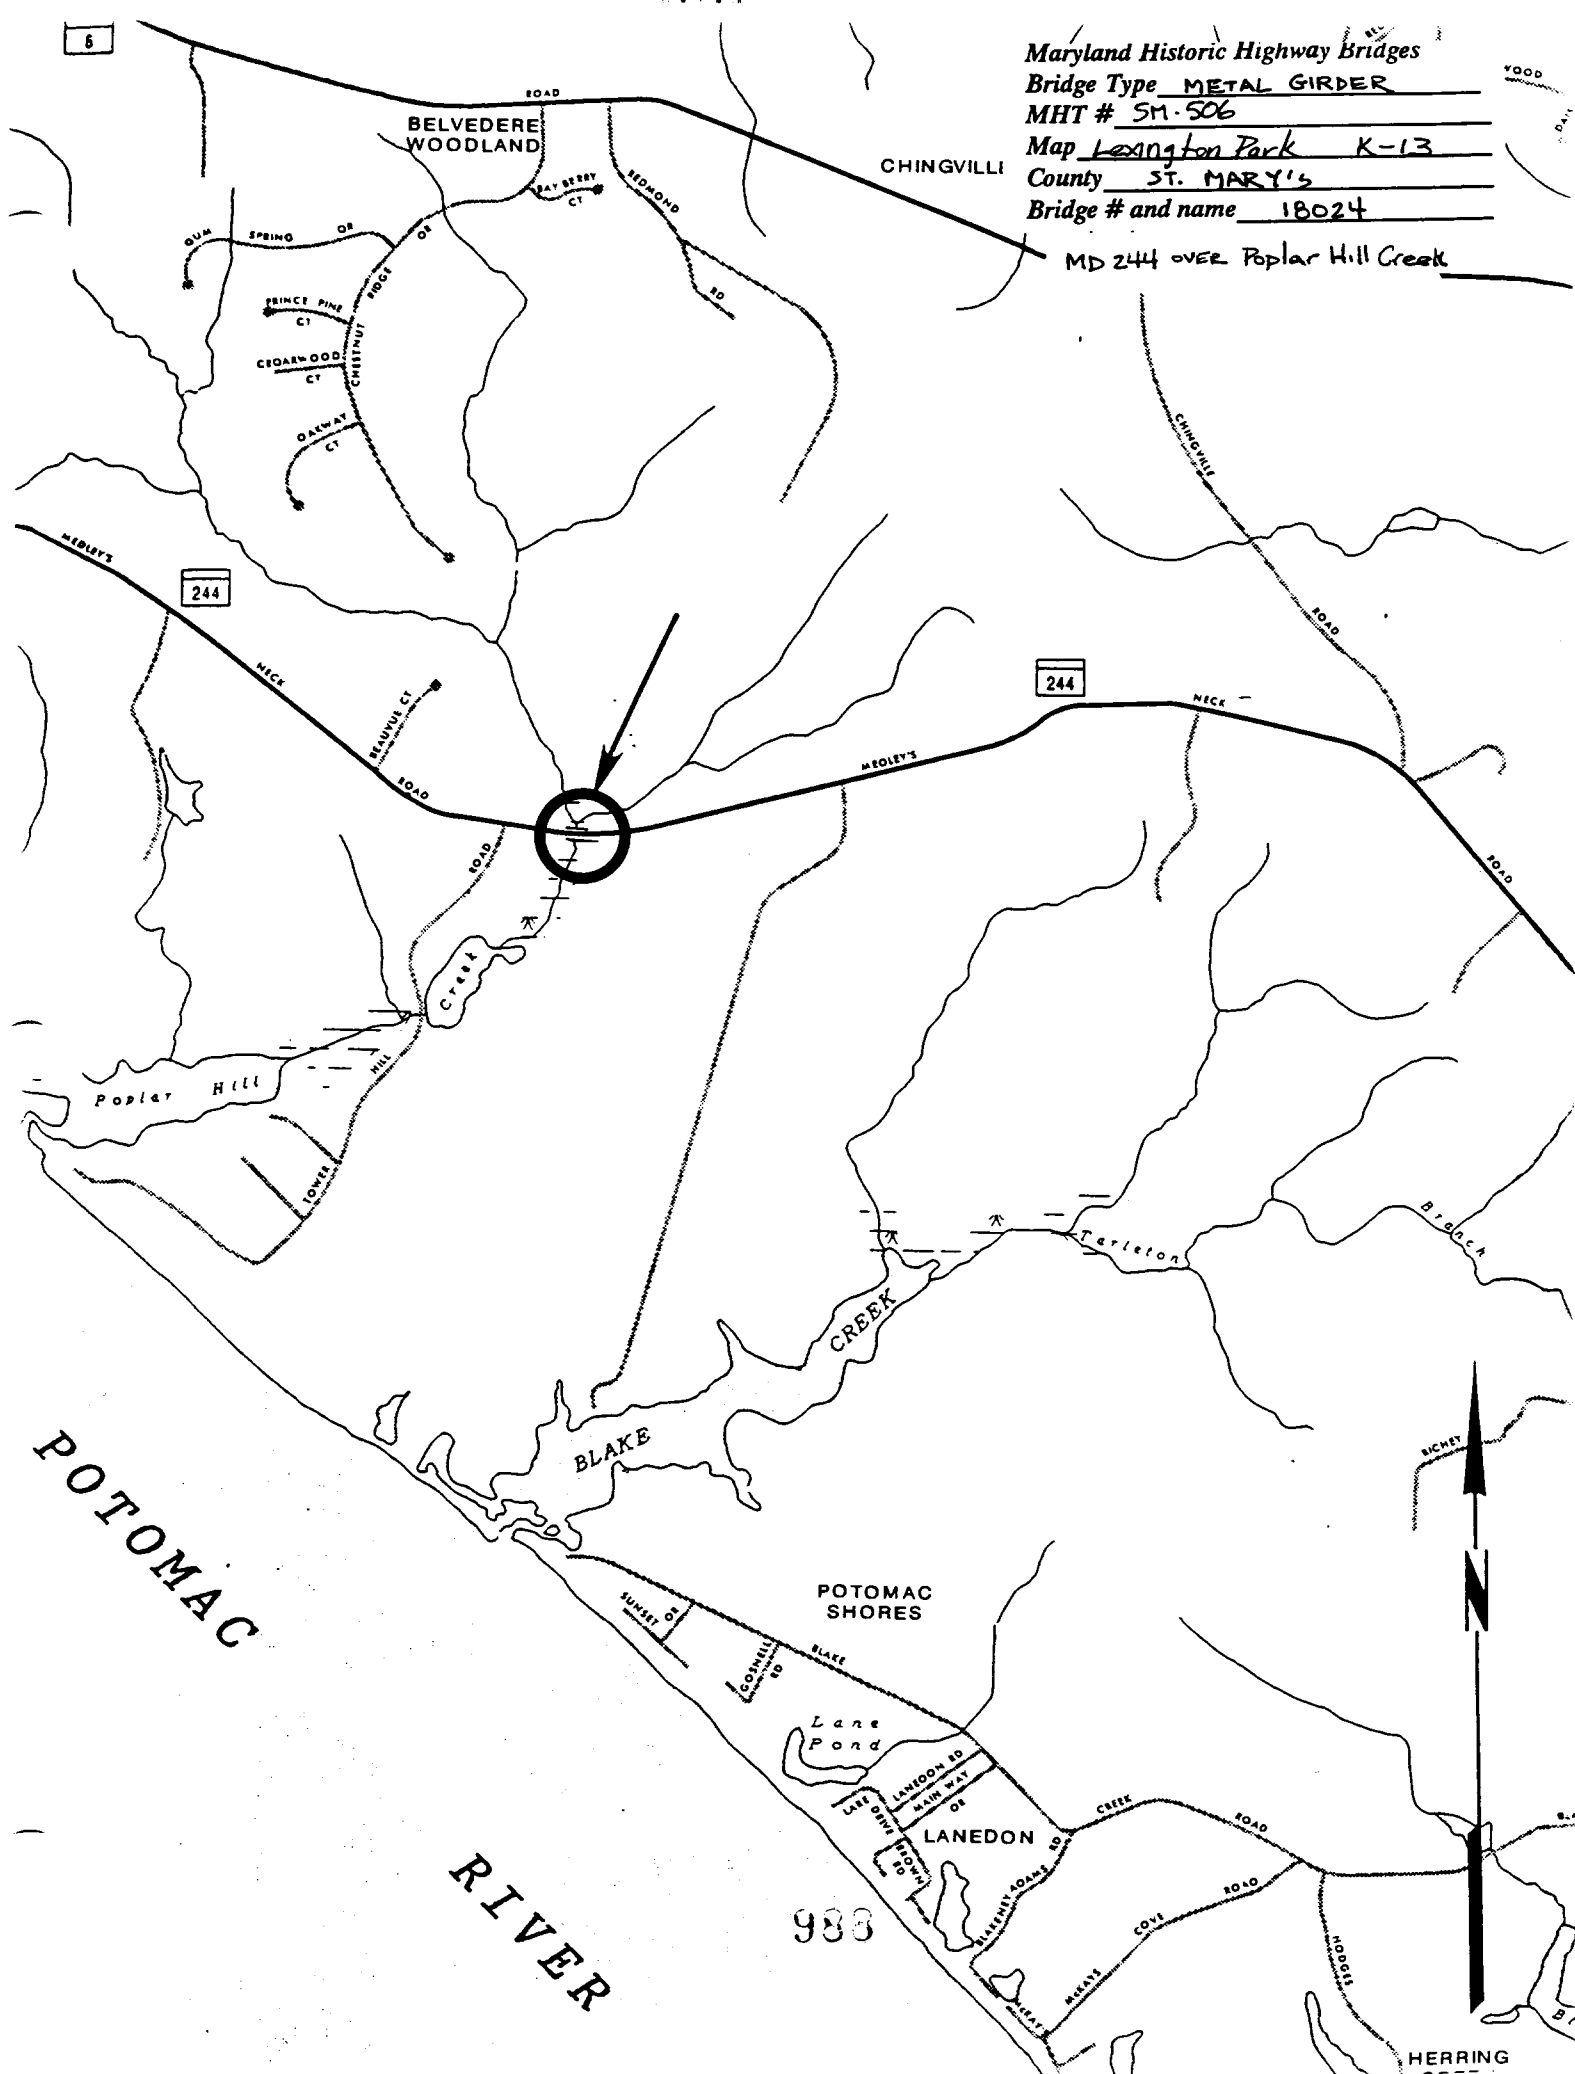 6
Maryland Historic Highway Bridges
Bridge Type METAL GIRDER
MHT # SM-506
Map Lexington Park K-13
County ST. MARY'S
Bridge # and name 18024
MD 244 OVER Poplar Hill Creek
WOOD
ROAD
BELVEDERE
WOODLAND
CHINGVILL
BAY BERRY
CT
REDMOND
RD
GUM SPRING DR
CHESTNUT RIDGE DR
PRINCE PINE
CT
CEDARWOOD
CT
OAKWAY
CT
CHINGVILLE
ROAD
MEDLEY'S
244
NECK
BEAUVUE CT
ROAD
MEDLEY'S
244
NECK
ROAD
ROAD
Creek
HILL
Poplar Hill
TOWER
Tarleton
Branch
CREEK
BLAKE
RICHEY
N
POTOMAC
POTOMAC
SHORES
SUNSET DR
GOSNELL
RD
BLAKE
Lane
Pond
LANEDON RD
MAIN WAY
DR
LAKE DRIVE
LANEDON
BROWN
RD
CREEK
ROAD
BLAKENEY ADAMS RD
RIVER
988
McKAYS COVE ROAD
HODGES
McKAY'S
HERRING